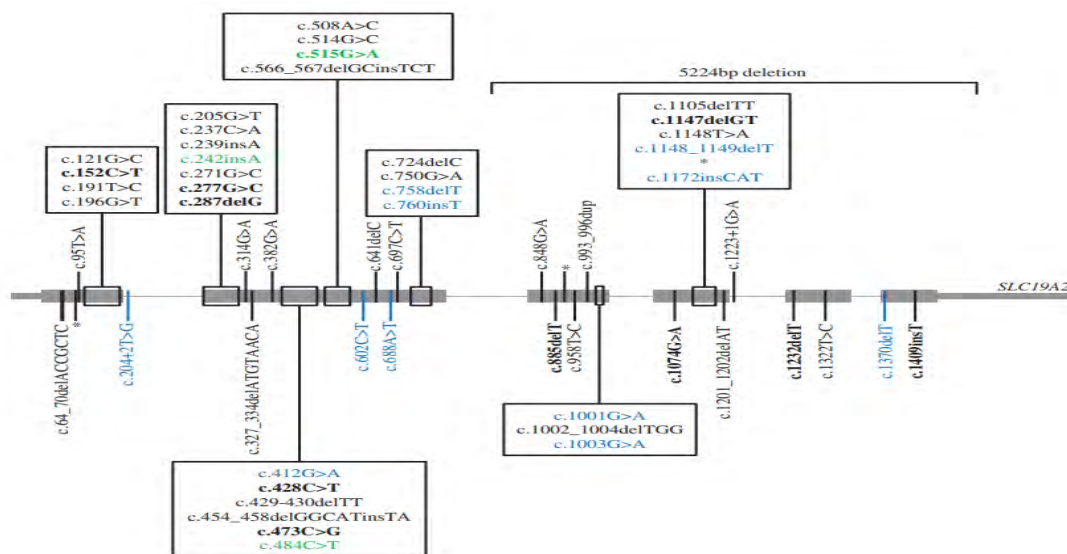 c.508A>C
c.514G>C
c.515G>A
c.566_567delGCinsTCT
5224bp deletion
c.205G>T
c.237C>A
c.239insA
c.242insA
c.271G>C
c.277G>C
c.287delG
c.1105delTT
c.1147delGT
c.1148T>A
c.1148_1149delT
*
c.1172insCAT
c.121G>C
c.152C>T
c.191T>C
c.196G>T
c.724delC
c.750G>A
c.758delT
c.760insT
c.95T>A
c.314G>A
c.382G>A
c.641delC
c.697C>T
c.848G>A
*
c.993_996dup
c.1223+1G>A
SLC19A2
c.64_70delACCGCTC
*
c.204+2T>G
c.327_334delATGTAACA
c.602C>T
c.688A>T
c.885delT
c.958T>C
c.1074G>A
c.1201_1202delAT
c.1232delT
c.1322T>C
c.1370delT
c.1409insT
c.1001G>A
c.1002_1004delTGG
c.1003G>A
c.412G>A
c.428C>T
c.429-430delTT
c.454_458delGGCATinsTA
c.473C>G
c.484C>T